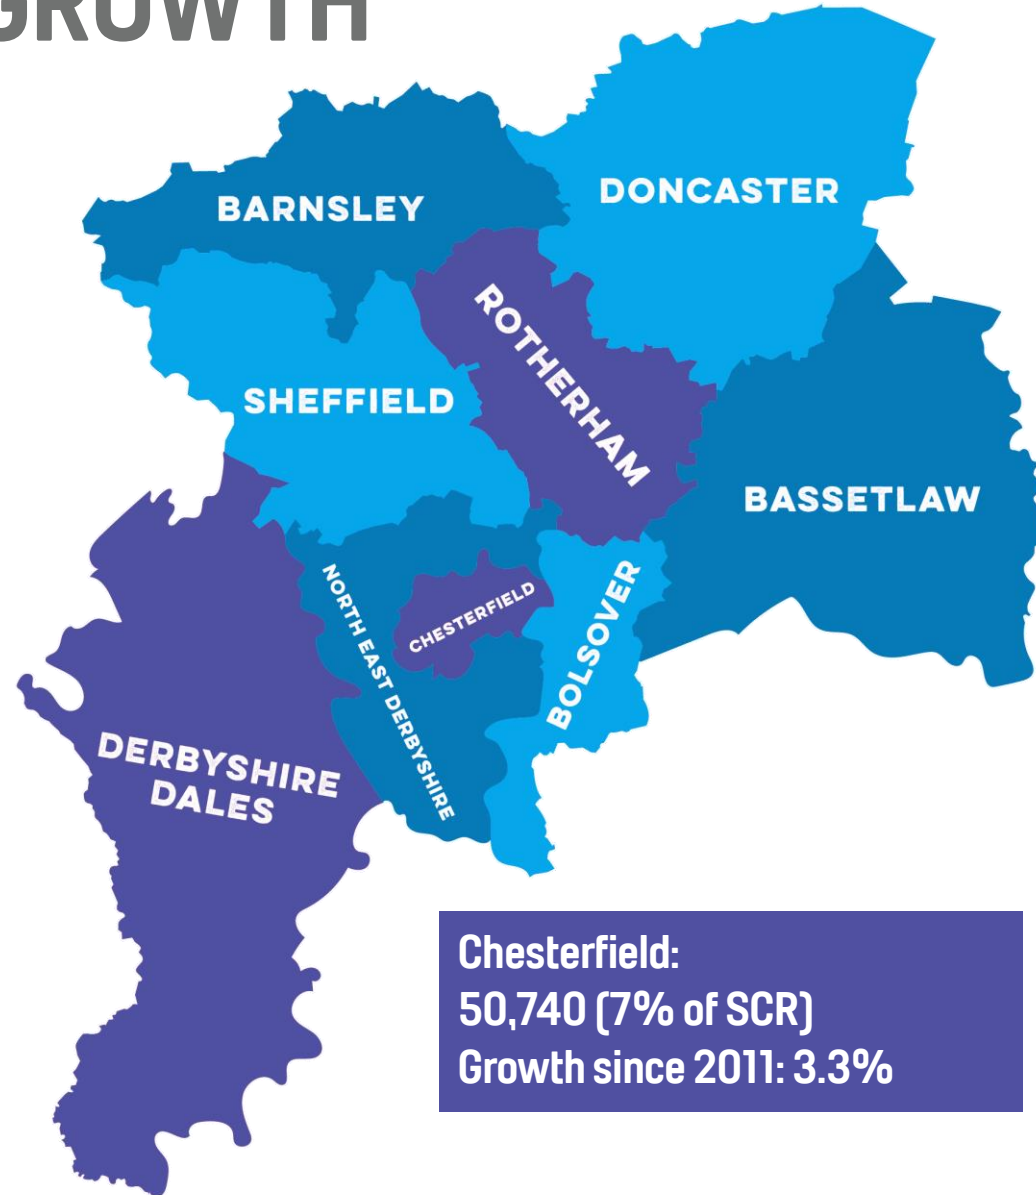 GROWTH
BARNSLEY
DONCASTER
ROTHERHAM
SHEFFIELD
BASSETLAW
NORTH EAST DERBYSHIRE
CHESTERFIELD
BOLSOVER
DERBYSHIRE
DALES
Chesterfield:
50,740 (7% of SCR)
Growth since 2011: 3.3%